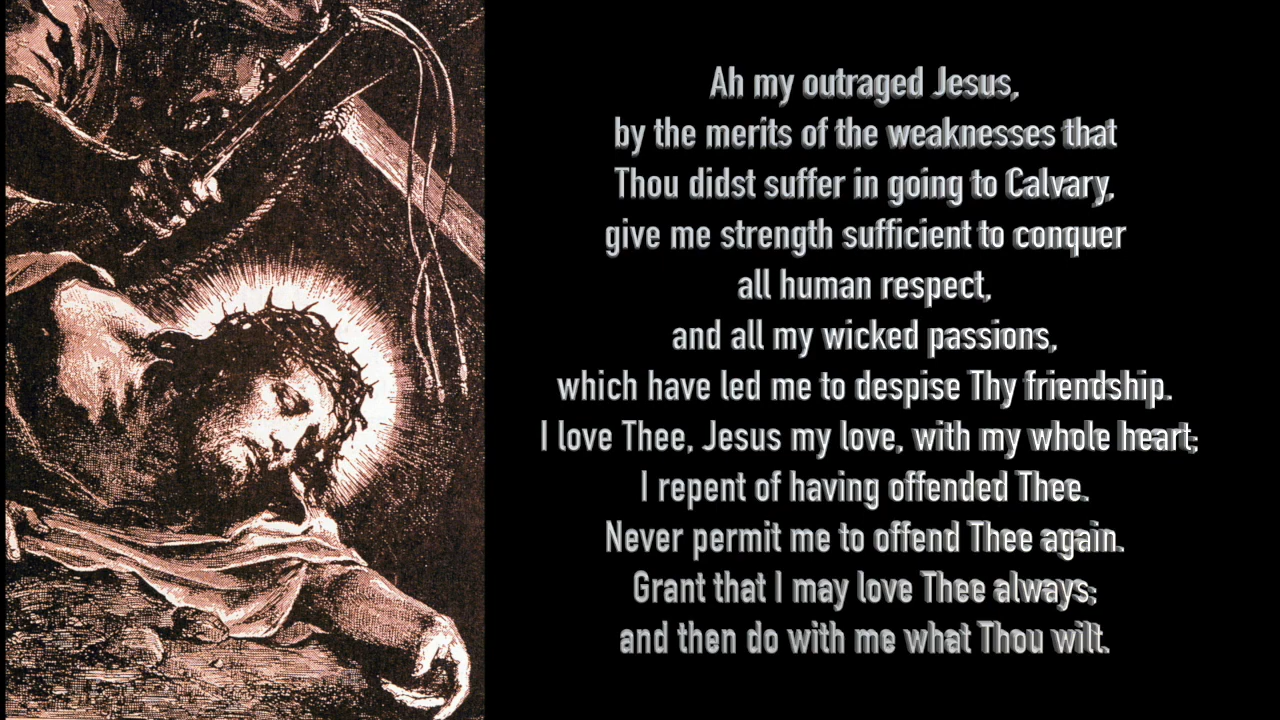 Ah my outraged Jesus,
by the merits of the weaknesses that
Thou didst suffer in going to Calvary,
give me strength sufficient to conquer
all human respect,
and all my wicked passions,
which have led me to despise Thy friendship.
I love Thee, Jesus my love, with my whole heart;
I repent of having offended Thee.
Never permit me to offend Thee again.
Grant that I may love Thee always;
and then do with me what Thou wilt.